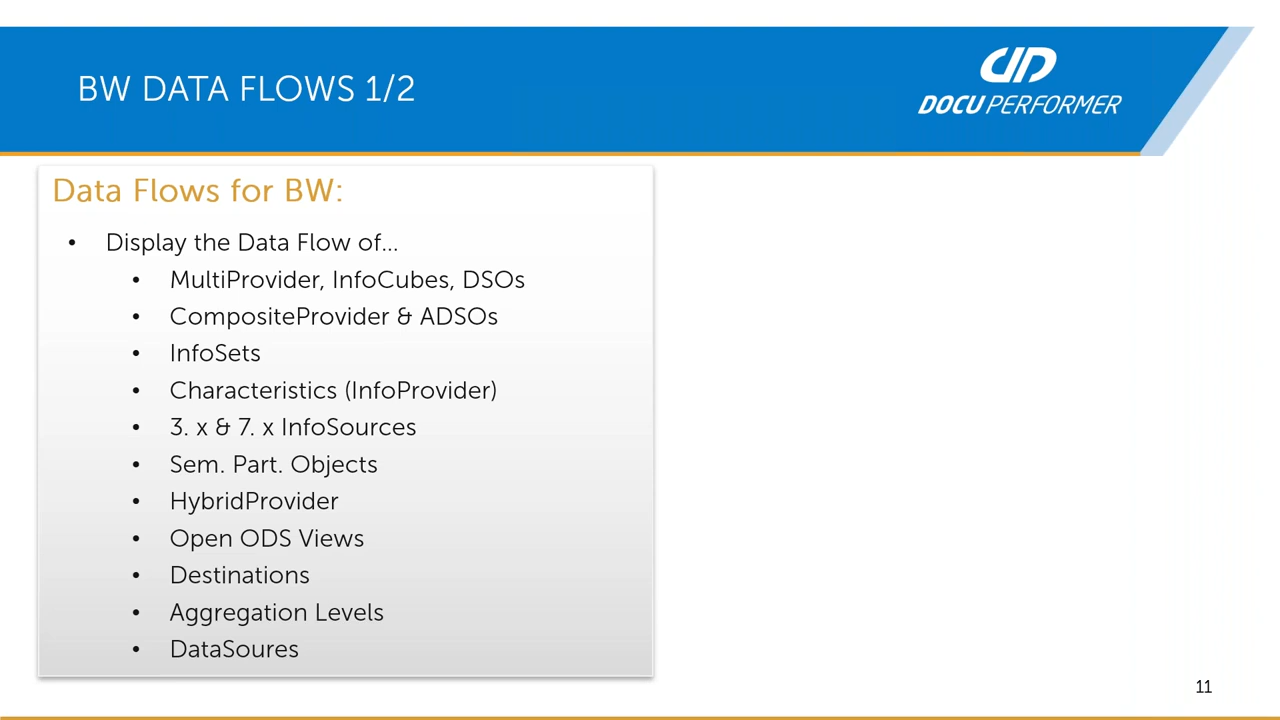 BW DATA FLOWS 1/2
DOCU PERFORMER
Data Flows for BW:
• Display the Data Flow of...
• MultiProvider, InfoCubes, DSOs
• CompositeProvider & ADSOs
• InfoSets
• Characteristics (InfoProvider)
• 3. x & 7. x InfoSources
• Sem. Part. Objects
• HybridProvider
• Open ODS Views
• Destinations
• Aggregation Levels
• DataSoures
11